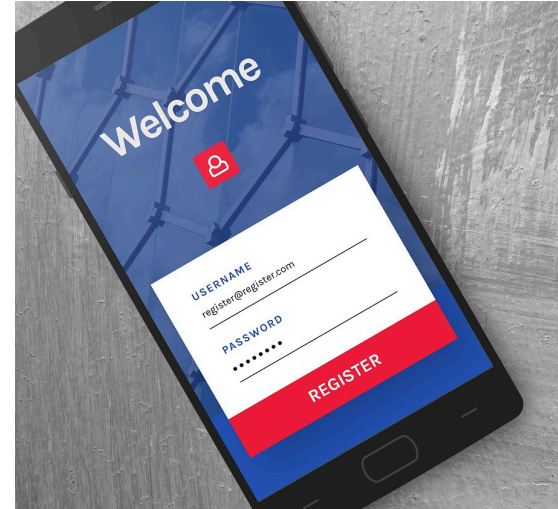 Welcome
USERNAME
register@register.com
PASSWORD
••••••••
REGISTER